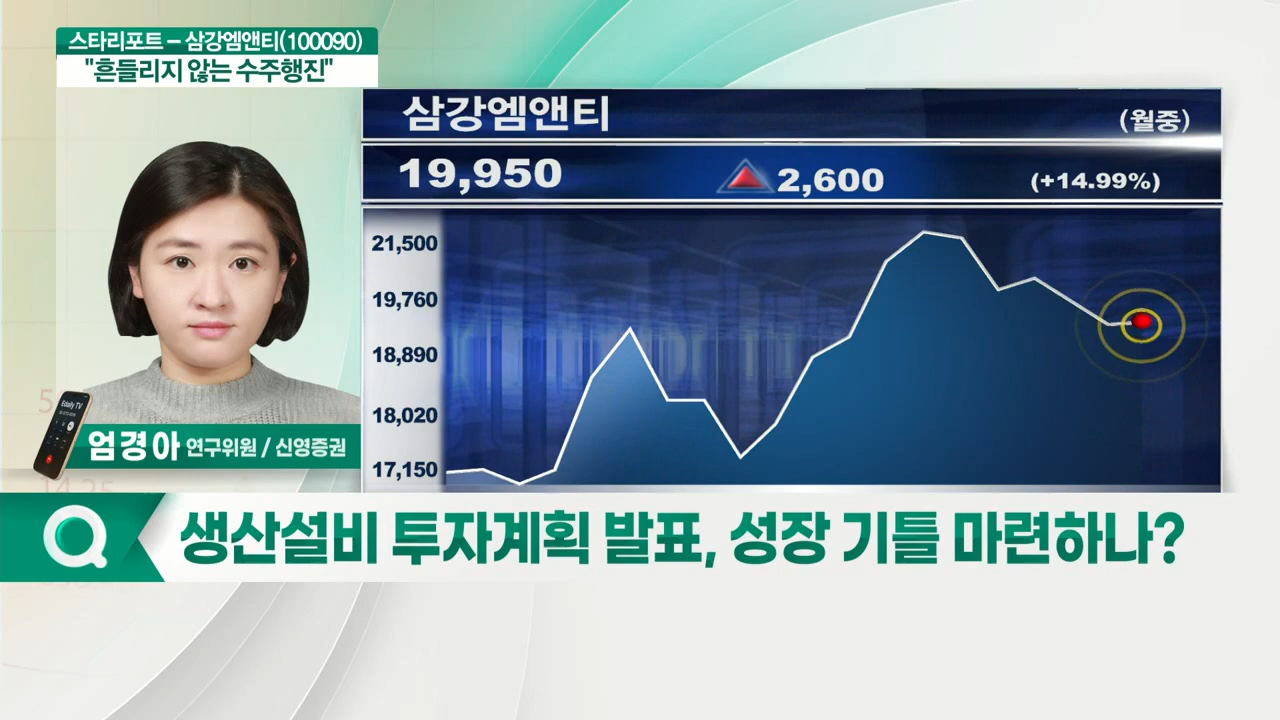 스타리포트 – 삼강엠앤티(100090)
"흔들리지 않는 수주행진"
삼강엠앤티
(월중)
19,950
▲2,600
(+14.99%)
21,500
19,760
18,890
18,020
17,150
Edaily TV
엄경아 연구위원 / 신영증권
Q
생산설비 투자계획 발표, 성장 기틀 마련하나?